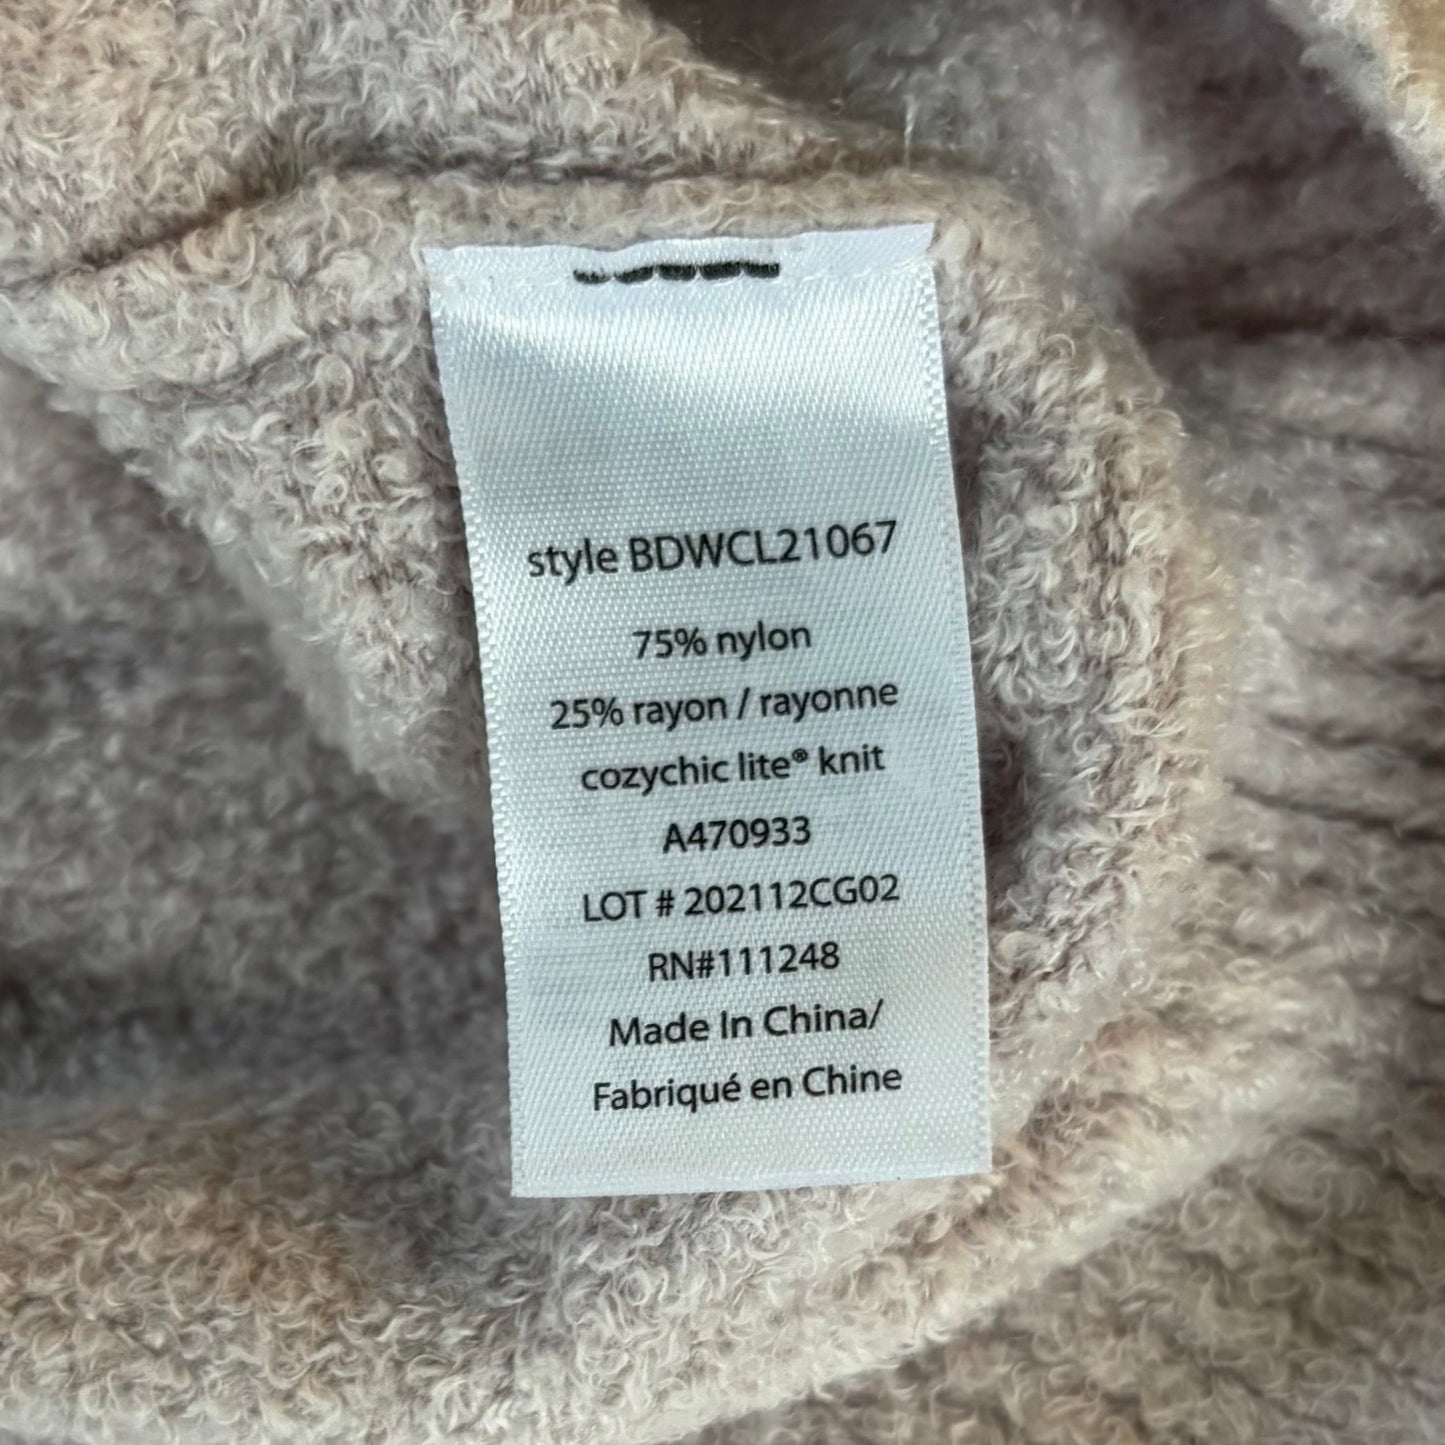 style BDWCL21067
75% nylon
25% rayon / rayonne
cozychic lite® knit
A470933
LOT # 202112CG02
RN#111248
Made In China/
Fabriqué en Chine